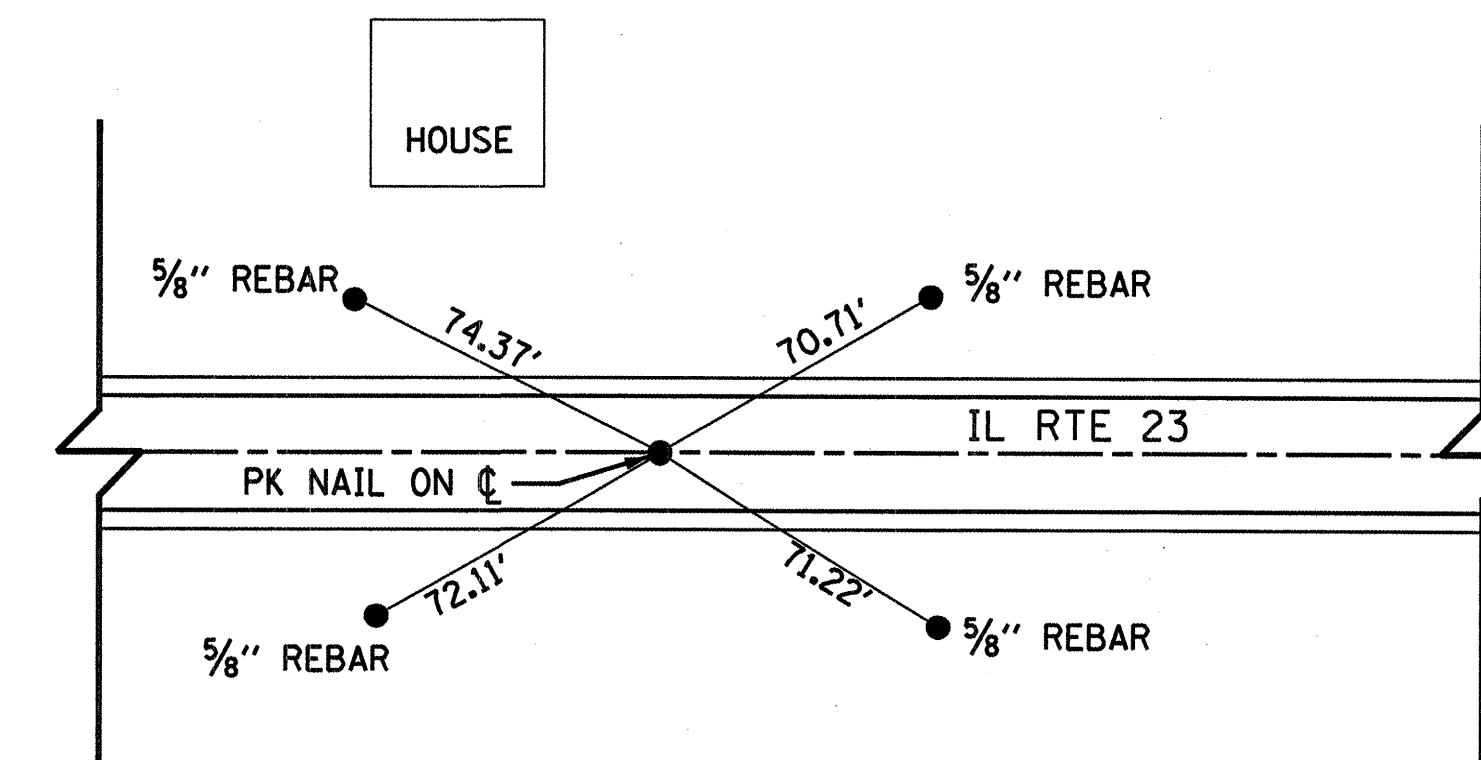 HOUSE
5/8" REBAR
5/8" REBAR
74.37'
70.71'
IL RTE 23
PK NAIL ON ℄
72.11'
71.22'
5/8" REBAR
5/8" REBAR